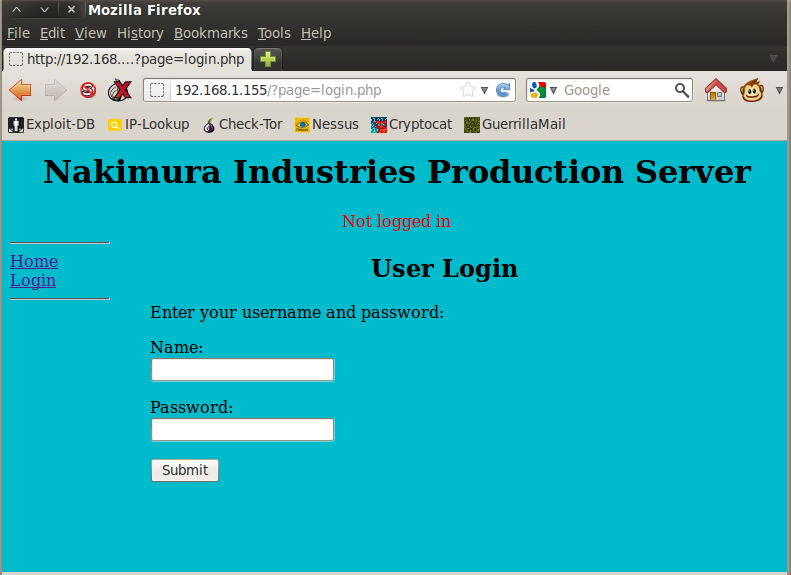 Mozilla Firefox
File Edit View History Bookmarks Tools Help
http://192.168....?page=login.php
192.168.1.155/?page=login.php Google
Exploit-DB IP-Lookup Check-Tor Nessus Cryptocat GuerrillaMail
Nakimura Industries Production Server
Not logged in
Home
Login
User Login
Enter your username and password:
Name:
Password:
Submit